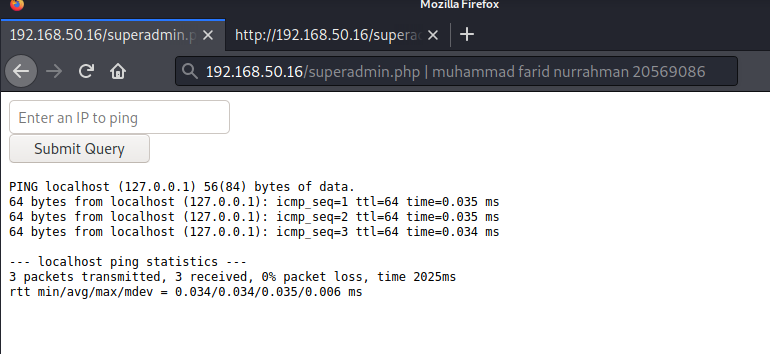 Mozilla Firefox
192.168.50.16/superadmin.p
http://192.168.50.16/supera
192.168.50.16/superadmin.php | muhammad farid nurrahman 20569086
Enter an IP to ping
Submit Query
PING localhost (127.0.0.1) 56(84) bytes of data.
64 bytes from localhost (127.0.0.1): icmp_seq=1 ttl=64 time=0.035 ms
64 bytes from localhost (127.0.0.1): icmp_seq=2 ttl=64 time=0.035 ms
64 bytes from localhost (127.0.0.1): icmp_seq=3 ttl=64 time=0.034 ms
--- localhost ping statistics ---
3 packets transmitted, 3 received, 0% packet loss, time 2025ms
rtt min/avg/max/mdev = 0.034/0.034/0.035/0.006 ms